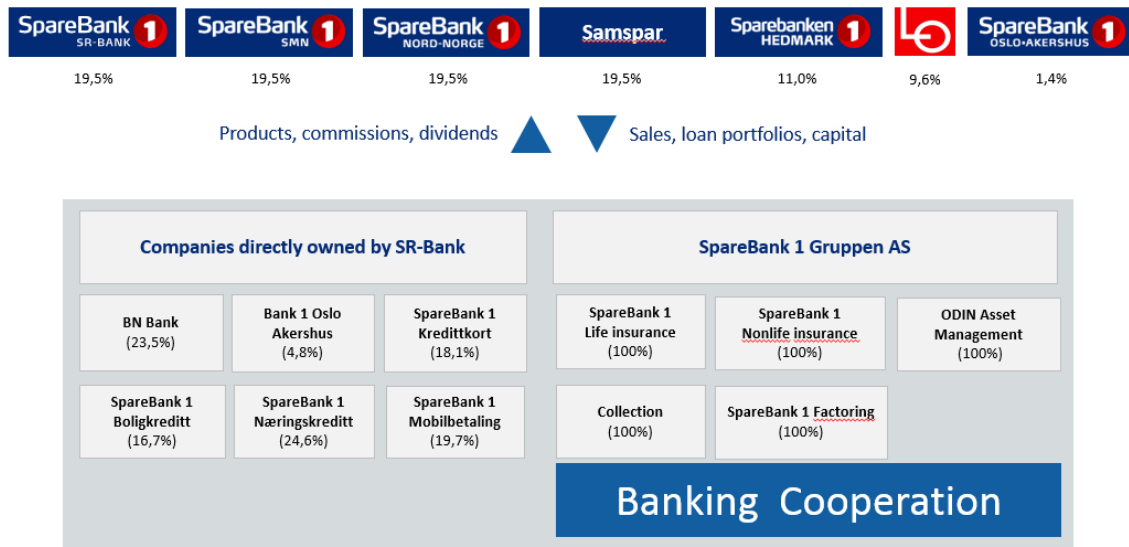 SpareBank 1
SR-BANK
SpareBank 1
SMN
SpareBank 1
NORD-NORGE
Samspar
Sparebanken 1
HEDMARK
LO
SpareBank 1
OSLO•AKERSHUS
19,5%
19,5%
19,5%
19,5%
11,0%
9,6%
1,4%
Products, commissions, dividends
Sales, loan portfolios, capital
Companies directly owned by SR-Bank
BN Bank
(23,5%)
Bank 1 Oslo
Akershus
(4,8%)
SpareBank 1
Kredittkort
(18,1%)
SpareBank 1
Boligkreditt
(16,7%)
SpareBank 1
Næringskreditt
(24,6%)
SpareBank 1
Mobilbetaling
(19,7%)
SpareBank 1 Gruppen AS
SpareBank 1
Life insurance
(100%)
SpareBank 1
Nonlife insurance
(100%)
ODIN Asset
Management
(100%)
Collection
(100%)
SpareBank 1 Factoring
(100%)
Banking Cooperation